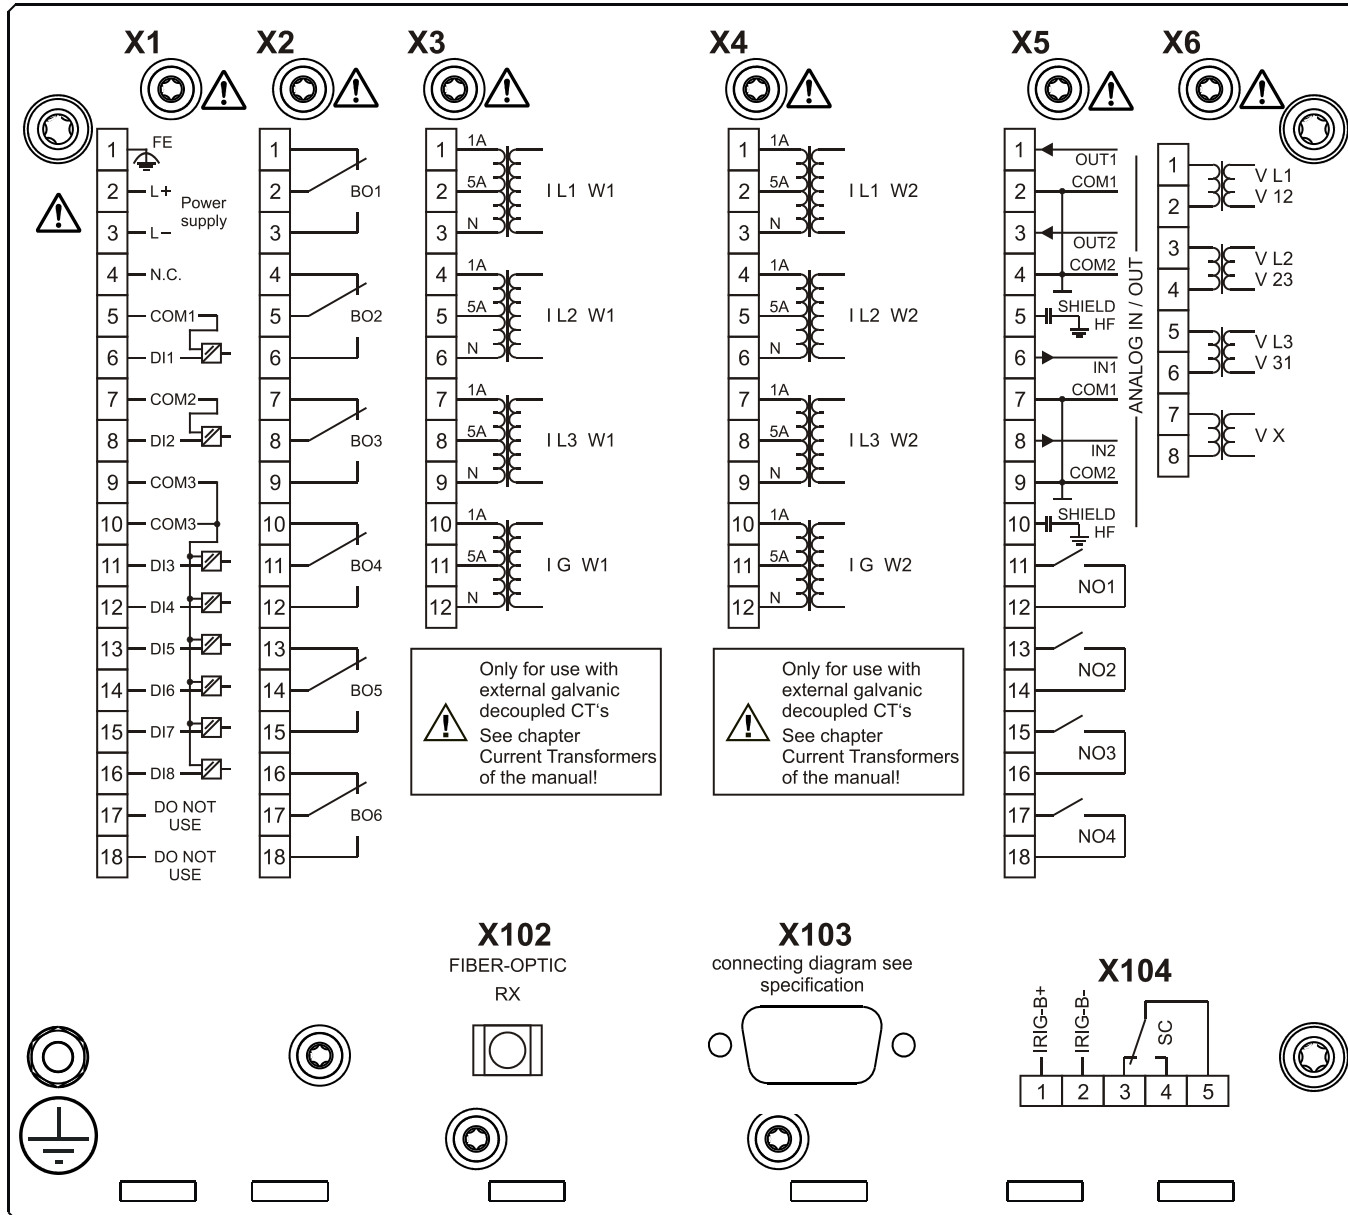 X1
X2
X3
X4
X5
X6
1 FE
2 L+
Power
supply
3 L–
4 N.C.
5 COM1
6 DI1
7 COM2
8 DI2
9 COM3
10 COM3
11 DI3
12 DI4
13 DI5
14 DI6
15 DI7
16 DI8
17 DO NOT
USE
18 DO NOT
USE
1
2 BO1
3
4
5 BO2
6
7
8 BO3
9
10
11 BO4
12
13
14 BO5
15
16
17 BO6
18
1 1A
2 5A I L1 W1
3 N
4 1A
5 5A I L2 W1
6 N
7 1A
8 5A I L3 W1
9 N
10 1A
11 5A I G W1
12 N
Only for use with
external galvanic
decoupled CT‘s
See chapter
Current Transformers
of the manual!
1 1A
2 5A I L1 W2
3 N
4 1A
5 5A I L2 W2
6 N
7 1A
8 5A I L3 W2
9 N
10 1A
11 5A I G W2
12 N
Only for use with
external galvanic
decoupled CT‘s
See chapter
Current Transformers
of the manual!
1 OUT1
2 COM1
3 OUT2
4 COM2
5 SHIELD
HF
6 IN1
7 COM1
8 IN2
9 COM2
10 SHIELD
HF
ANALOG IN / OUT
11
NO1
12
13
NO2
14
15
NO3
16
17
NO4
18
1 V L1
2 V 12
3 V L2
4 V 23
5 V L3
6 V 31
7
V X
8
X102
FIBER-OPTIC
RX
X103
connecting diagram see
specification
X104
IRIG-B+
IRIG-B-
SC
1 2 3 4 5